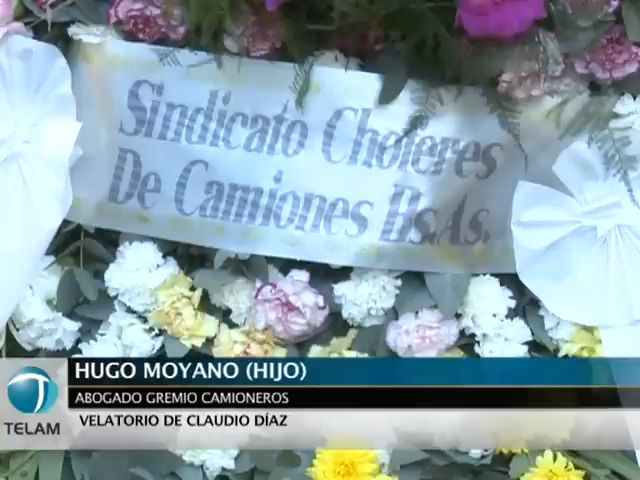 Sindicato Choferes
De Camiones Bs.As.
HUGO MOYANO (HIJO)
ABOGADO GREMIO CAMIONEROS
VELATORIO DE CLAUDIO DÍAZ
TELAM